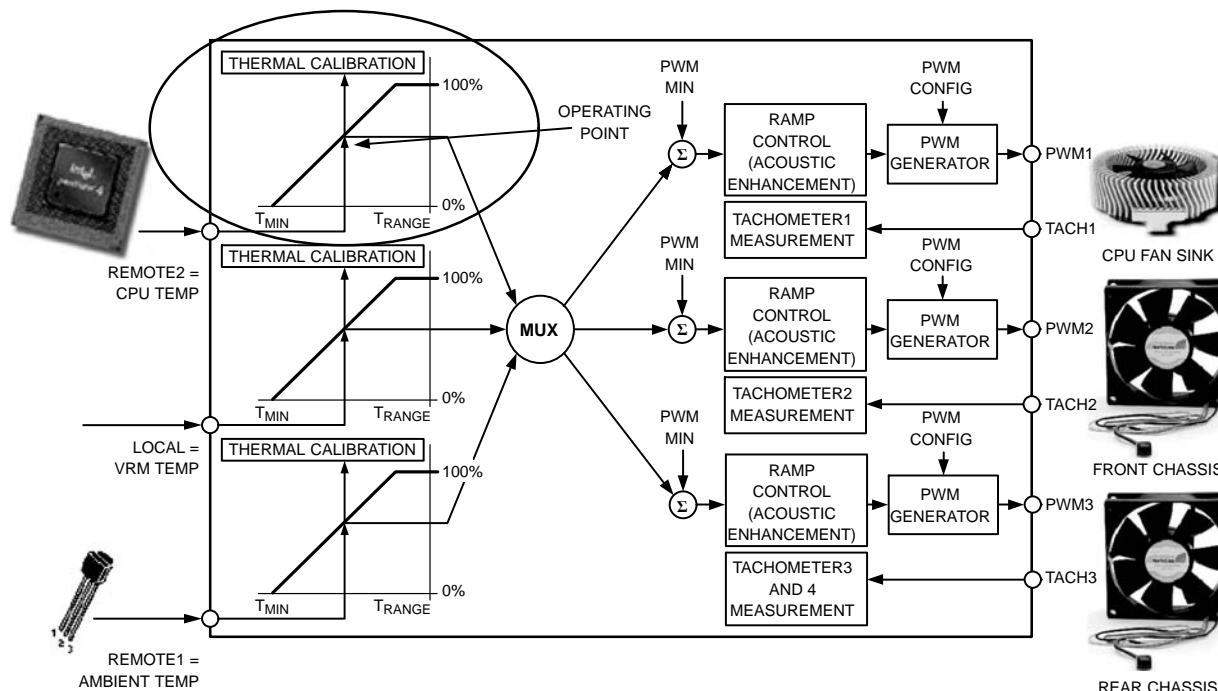 THERMAL CALIBRATION
100%
0%
TMIN
TRANGE
OPERATING
POINT
REMOTE2 =
CPU TEMP
THERMAL CALIBRATION
100%
0%
TMIN
TRANGE
LOCAL =
VRM TEMP
THERMAL CALIBRATION
100%
0%
TMIN
TRANGE
1
2
3
REMOTE1 =
AMBIENT TEMP
MUX
PWM
MIN
Σ
RAMP
CONTROL
(ACOUSTIC
ENHANCEMENT)
PWM
CONFIG
PWM
GENERATOR
PWM1
TACHOMETER1
MEASUREMENT
TACH1
CPU FAN SINK
PWM
MIN
Σ
RAMP
CONTROL
(ACOUSTIC
ENHANCEMENT)
PWM
CONFIG
PWM
GENERATOR
PWM2
TACHOMETER2
MEASUREMENT
TACH2
FRONT CHASSIS
PWM
MIN
Σ
RAMP
CONTROL
(ACOUSTIC
ENHANCEMENT)
PWM
CONFIG
PWM
GENERATOR
PWM3
TACHOMETER3
AND 4
MEASUREMENT
TACH3
REAR CHASSIS